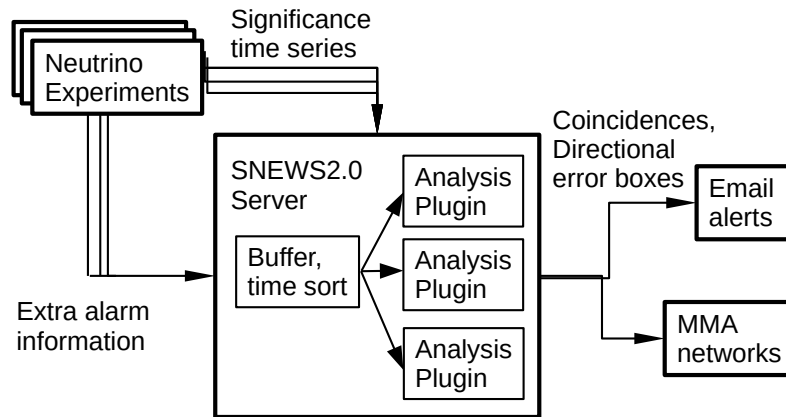 Significance
time series
Neutrino
Experiments
Coincidences,
Directional
error boxes
SNEWS2.0
Server
Analysis
Plugin
Email
alerts
Buffer,
time sort
Analysis
Plugin
Extra alarm
information
Analysis
Plugin
MMA
networks